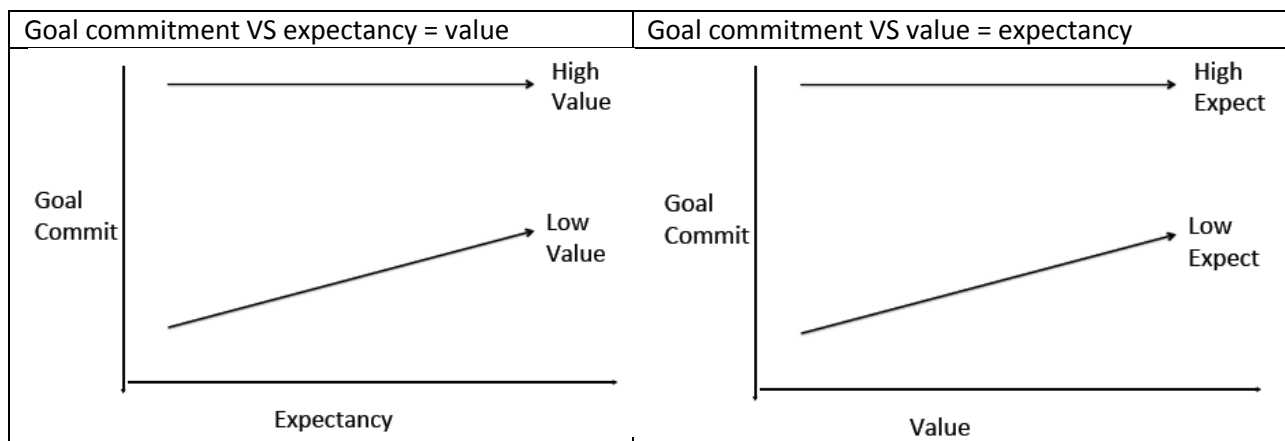 Goal commitment VS expectancy = value
High
Value
Goal
Commit
Low
Value
Expectancy
Goal commitment VS value = expectancy
High
Expect
Goal
Commit
Low
Expect
Value